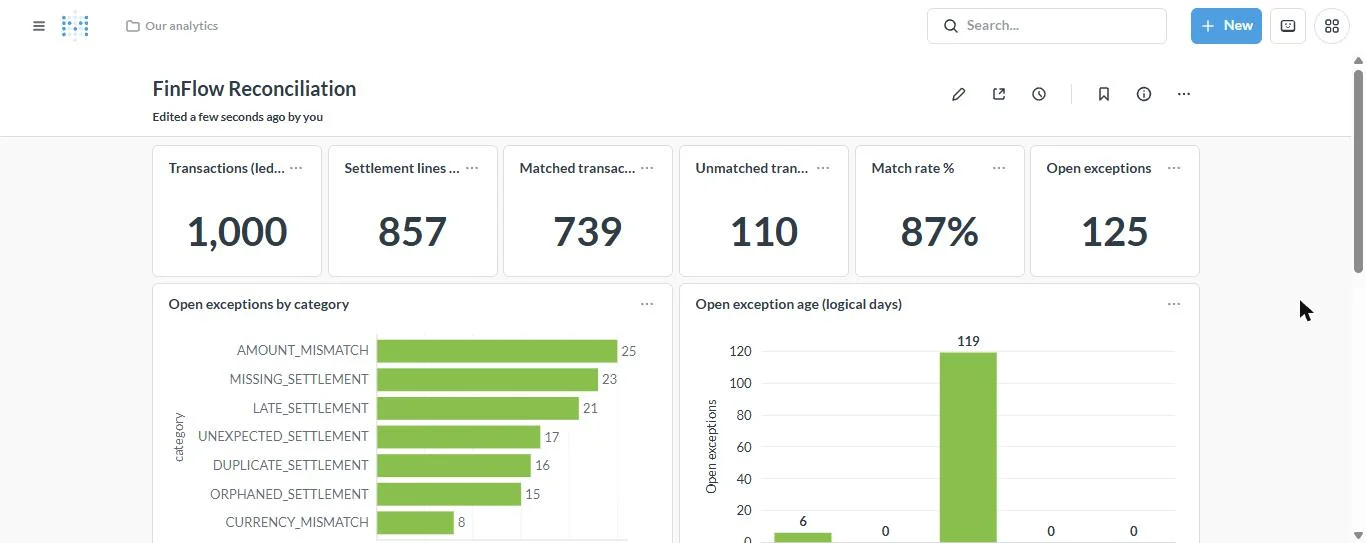 Our analytics
Search...
New
FinFlow Reconciliation
Edited a few seconds ago by you
Transactions (led...
Settlement lines ...
Matched transac...
Unmatched tran...
Match rate %
Open exceptions
1,000
857
739
110
87%
125
Open exceptions by category
category
AMOUNT_MISMATCH 25
MISSING_SETTLEMENT 23
LATE_SETTLEMENT 21
UNEXPECTED_SETTLEMENT 17
DUPLICATE_SETTLEMENT 16
ORPHANED_SETTLEMENT 15
CURRENCY_MISMATCH 8
Open exception age (logical days)
Open exceptions
120
100
80
60
40
20
0
6
0
119
0
0